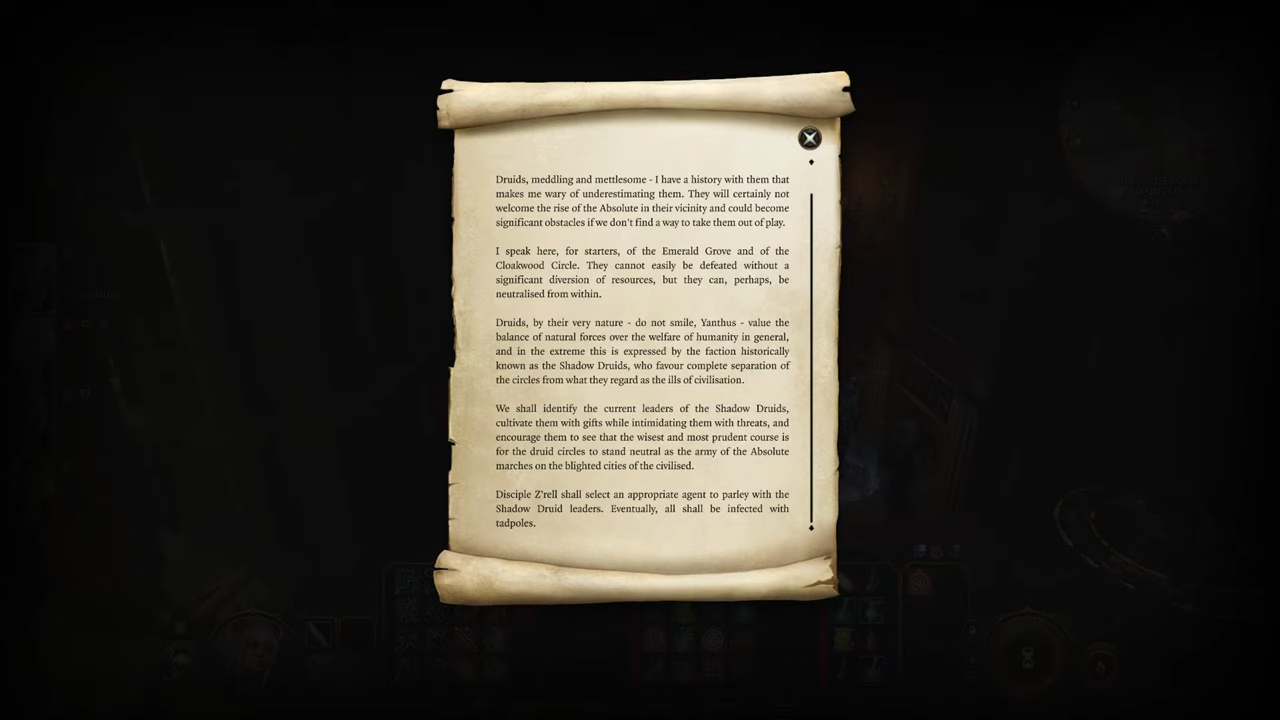 Druids, meddling and mettlesome - I have a history with them that
makes me wary of underestimating them. They will certainly not
welcome the rise of the Absolute in their vicinity and could become
significant obstacles if we don't find a way to take them out of play.
I speak here, for starters, of the Emerald Grove and of the
Cloakwood Circle. They cannot easily be defeated without a
significant diversion of resources, but they can, perhaps, be
neutralised from within.
Druids, by their very nature - do not smile, Yanthus - value the
balance of natural forces over the welfare of humanity in general,
and in the extreme this is expressed by the faction historically
known as the Shadow Druids, who favour complete separation of
the circles from what they regard as the ills of civilisation.
We shall identify the current leaders of the Shadow Druids,
cultivate them with gifts while intimidating them with threats, and
encourage them to see that the wisest and most prudent course is
for the druid circles to stand neutral as the army of the Absolute
marches on the blighted cities of the civilised.
Disciple Z'rell shall select an appropriate agent to parley with the
Shadow Druid leaders. Eventually, all shall be infected with
tadpoles.